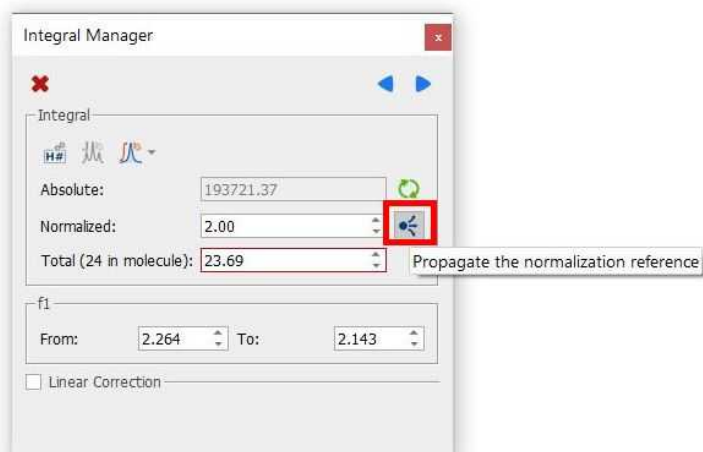 Integral Manager
x
Integral
H#
Absolute: 193721.37
Normalized: 2.00
Total (24 in molecule): 23.69
Propagate the normalization reference
f1
From: 2.264 To: 2.143
Linear Correction